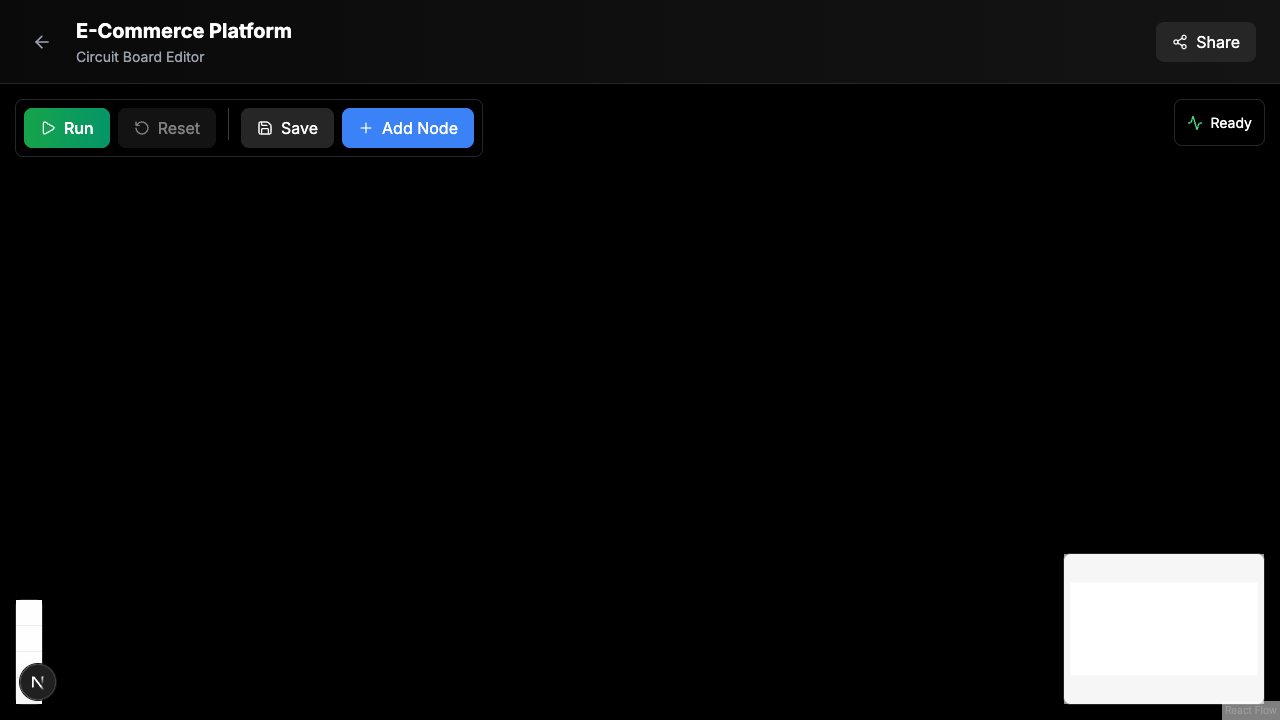 E-Commerce Platform
Circuit Board Editor
Share
Run
Reset
Save
Add Node
Ready
N
React Flow